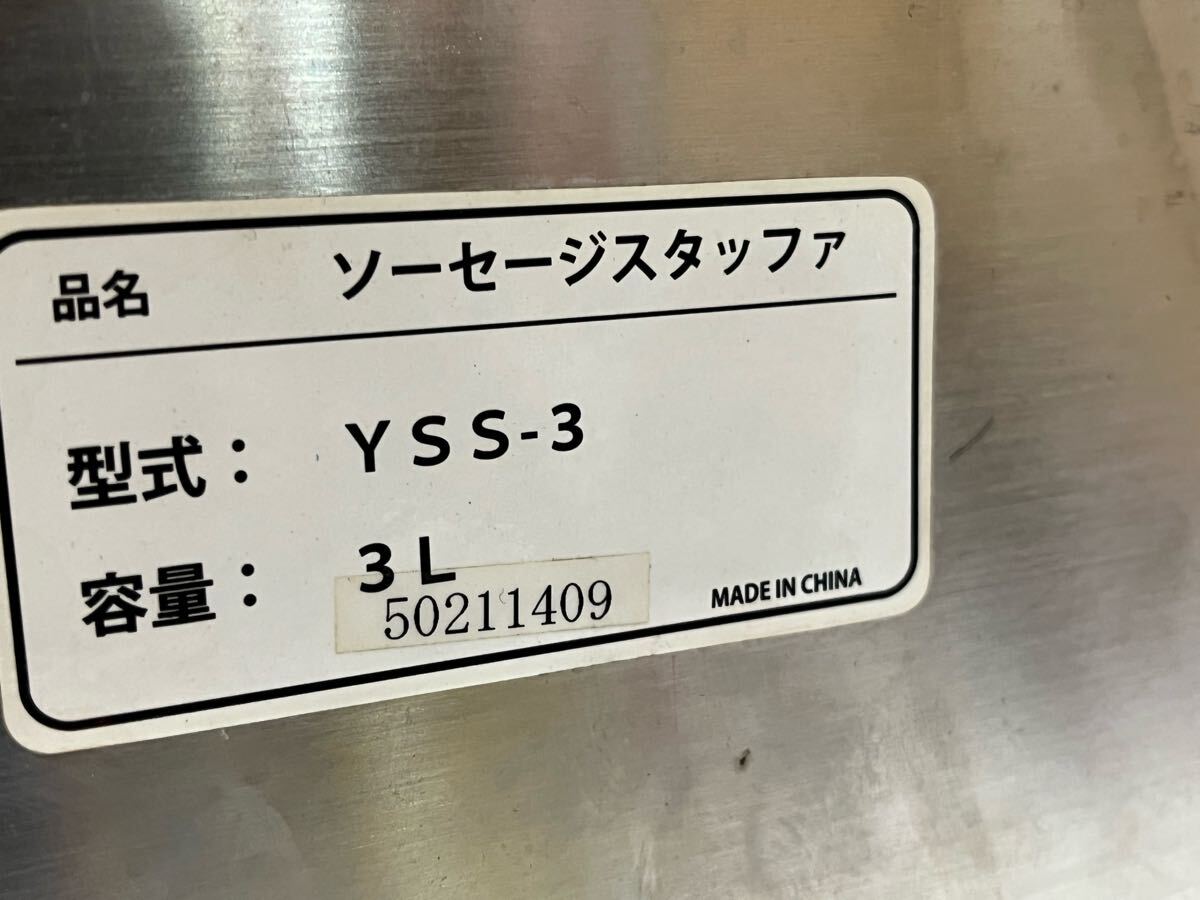 品名 ソーセージスタッファ
型式： YSS-3
容量： 3L
50211409
MADE IN CHINA